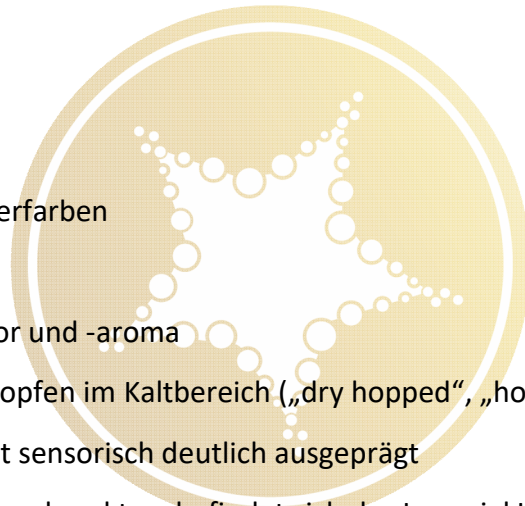 erfarben
or und -aroma
opfen im Kaltbereich („dry hopped“, „ho
t sensorisch deutlich ausgeprägt